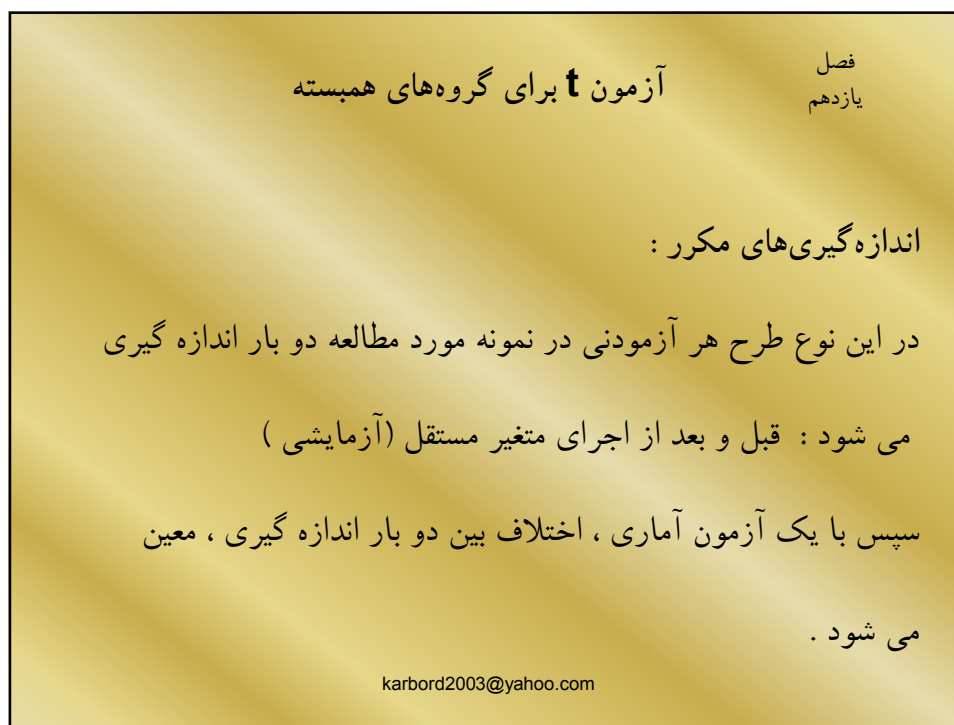 فصل
یازدهم
آزمون t برای گروه‌های همبسته
اندازه‌گیری‌های مکرر :
در این نوع طرح هر آزمودنی در نمونه مورد مطالعه دو بار اندازه گیری
می شود : قبل و بعد از اجرای متغیر مستقل (آزمایشی )
سپس با یک آزمون آماری ، اختلاف بین دو بار اندازه گیری ، معین
می شود .
karbord2003@yahoo.com